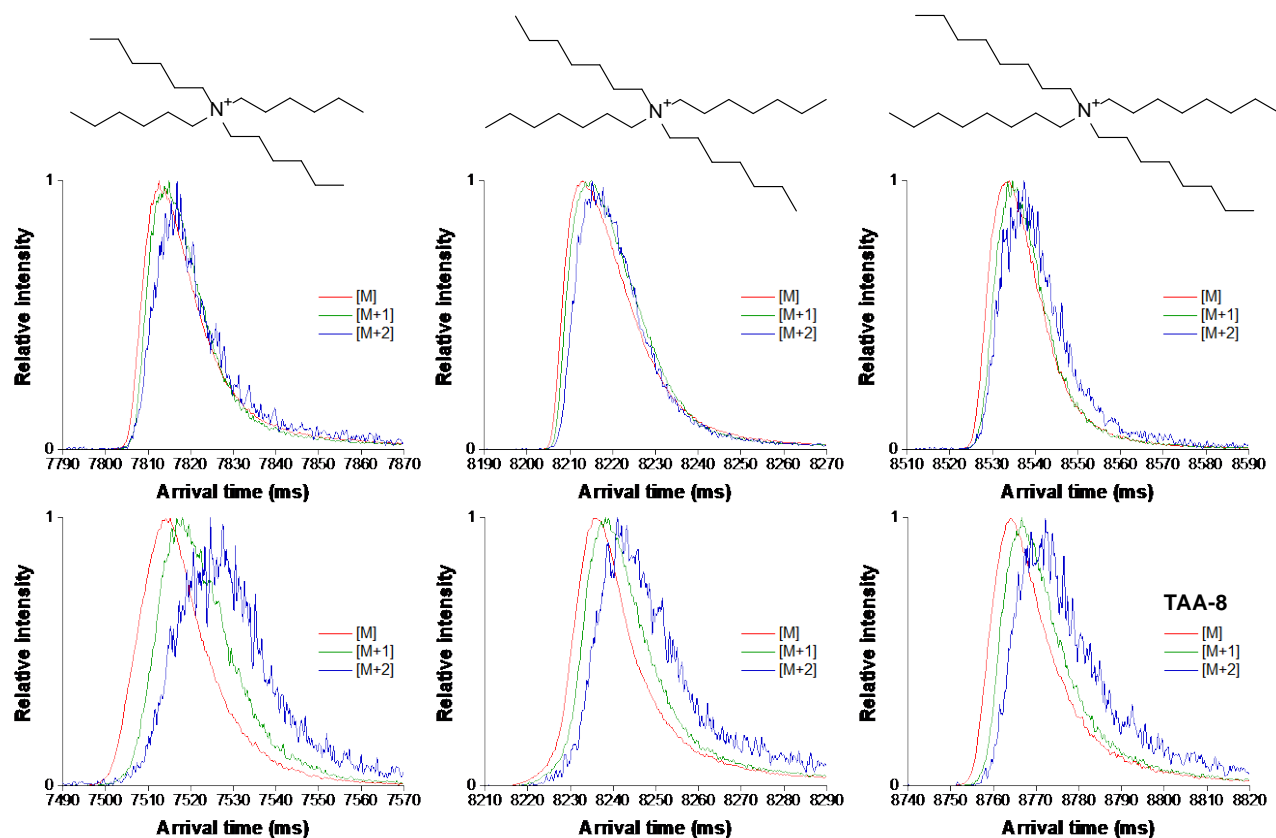 N+
N+
N+
1
Relative intensity
[M]
[M+1]
[M+2]
0
7790 7800 7810 7820 7830 7840 7850 7860 7870
Arrival time (ms)
1
Relative intensity
[M]
[M+1]
[M+2]
0
8190 8200 8210 8220 8230 8240 8250 8260 8270
Arrival time (ms)
1
Relative intensity
[M]
[M+1]
[M+2]
0
8510 8520 8530 8540 8550 8560 8570 8580 8590
Arrival time (ms)
1
Relative intensity
[M]
[M+1]
[M+2]
0
7490 7500 7510 7520 7530 7540 7550 7560 7570
Arrival time (ms)
1
Relative intensity
[M]
[M+1]
[M+2]
0
8210 8220 8230 8240 8250 8260 8270 8280 8290
Arrival time (ms)
1
Relative intensity
TAA-8
[M]
[M+1]
[M+2]
0
8740 8750 8760 8770 8780 8790 8800 8810 8820
Arrival time (ms)